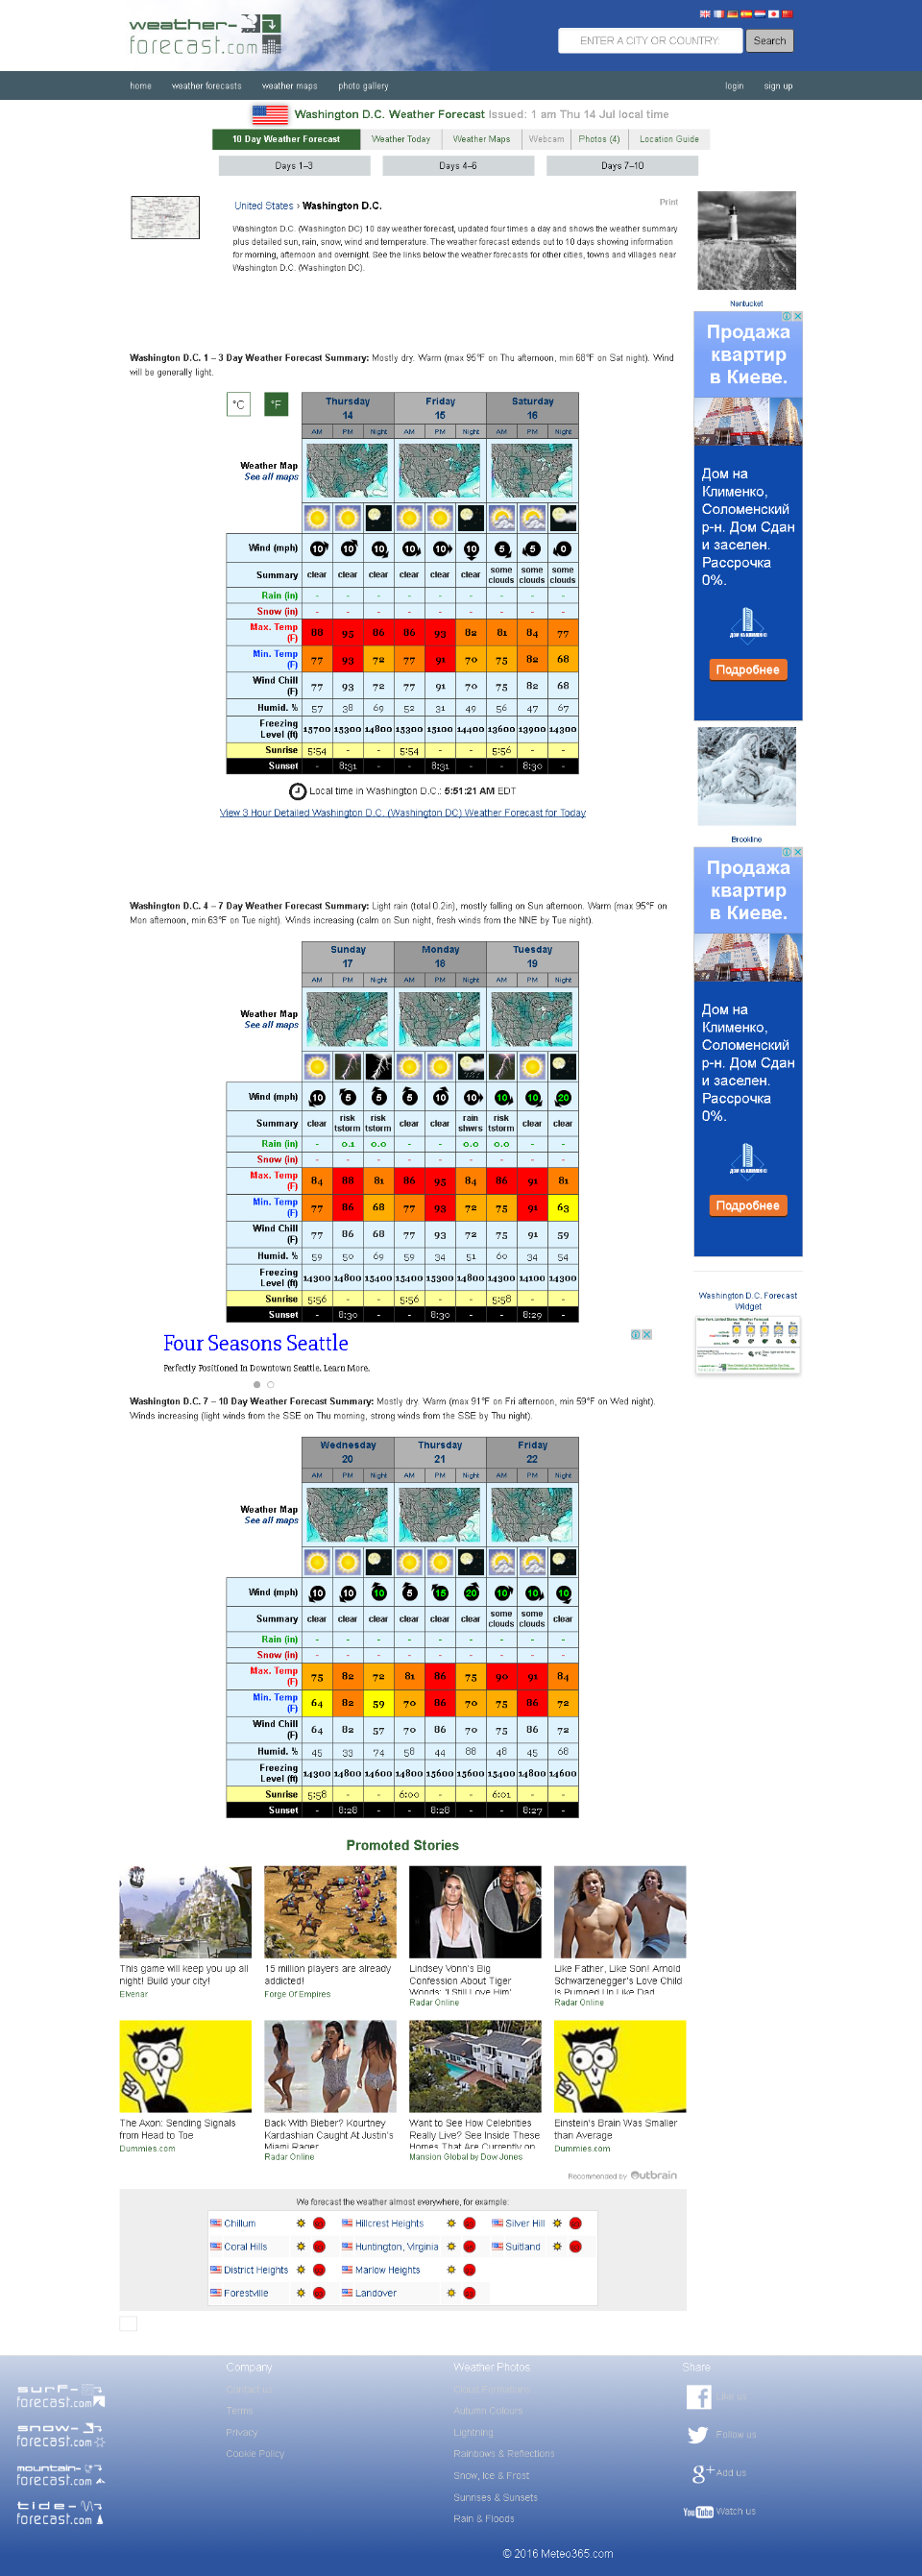 weather-
forecast.com
ENTER A CITY OR COUNTRY:
Search
home weather forecasts weather maps photo gallery login sign up
Washington D.C. Weather Forecast Issued: 1 am Thu 14 Jul local time
10 Day Weather Forecast Weather Today Weather Maps Webcam Photos (4) Location Guide
Days 1–3 Days 4–6 Days 7–10
United States › Washington D.C.
Print
Washington D.C. (Washington DC) 10 day weather forecast, updated four times a day and shows the weather summary
plus detailed sun, rain, snow, wind and temperature. The weather forecast extends out to 10 days showing information
for morning, afternoon and overnight. See the links below the weather forecasts for other cities, towns and villages near
Washington D.C. (Washington DC).
Nantucket
Продажа
квартир
в Киеве.
Дом на
Клименко,
Соломенский
р-н. Дом Сдан
и заселен.
Рассрочка
0%.
Подробнее
Washington D.C. 1 – 3 Day Weather Forecast Summary: Mostly dry. Warm (max 95°F on Thu afternoon, min 68°F on Sat night). Wind
will be generally light.
°C °F
Thursday Friday Saturday
14 15 16
AM PM Night AM PM Night AM PM Night
Weather Map
See all maps
Wind (mph) 10 10 10 10 10 10 5 5 0
Summary clear clear clear clear clear clear some clouds some clouds some clouds
Rain (in) - - - - - - - - -
Snow (in) - - - - - - - - -
Max. Temp (F) 88 95 86 86 93 82 81 84 77
Min. Temp (F) 77 93 72 77 91 70 75 82 68
Wind Chill (F) 77 93 72 77 91 70 75 82 68
Humid. % 57 38 69 52 31 49 56 47 67
Freezing Level (ft) 15700 15300 14800 15300 15100 14400 13600 13900 14300
Sunrise 5:54 - - 5:54 - - 5:56 - -
Sunset - 8:31 - - 8:31 - - 8:30 -
Local time in Washington D.C.: 5:51:21 AM EDT
View 3 Hour Detailed Washington D.C. (Washington DC) Weather Forecast for Today
Brookline
Продажа
квартир
в Киеве.
Дом на
Клименко,
Соломенский
р-н. Дом Сдан
и заселен.
Рассрочка
0%.
Подробнее
Washington D.C. 4 – 7 Day Weather Forecast Summary: Light rain (total 0.2in), mostly falling on Sun afternoon. Warm (max 95°F on
Mon afternoon, min 63°F on Tue night). Winds increasing (calm on Sun night, fresh winds from the NNE by Tue night).
Sunday Monday Tuesday
17 18 19
AM PM Night AM PM Night AM PM Night
Weather Map
See all maps
Wind (mph) 10 5 5 5 10 10 10 10 20
Summary clear risk tstorm risk tstorm clear clear rain shwrs risk tstorm clear clear
Rain (in) - 0.1 0.0 - - 0.0 0.0 - -
Snow (in) - - - - - - - - -
Max. Temp (F) 84 88 81 86 95 84 86 91 81
Min. Temp (F) 77 86 68 77 93 72 75 91 63
Wind Chill (F) 77 86 68 77 93 72 75 91 59
Humid. % 59 50 69 59 34 51 60 34 54
Freezing Level (ft) 14300 14800 15400 15400 15300 14800 14300 14100 14300
Sunrise 5:56 - - 5:56 - - 5:58 - -
Sunset - 8:30 - - 8:30 - - 8:29 -
Washington D.C. Forecast
Widget
Four Seasons Seattle
Perfectly Positioned In Downtown Seattle. Learn More.
Washington D.C. 7 – 10 Day Weather Forecast Summary: Mostly dry. Warm (max 91°F on Fri afternoon, min 59°F on Wed night).
Winds increasing (light winds from the SSE on Thu morning, strong winds from the SSE by Thu night).
Wednesday Thursday Friday
20 21 22
AM PM Night AM PM Night AM PM Night
Weather Map
See all maps
Wind (mph) 10 10 10 5 15 20 10 10 10
Summary clear clear clear clear clear clear some clouds some clouds clear
Rain (in) - - - - - - - - -
Snow (in) - - - - - - - - -
Max. Temp (F) 75 82 72 81 86 75 90 91 84
Min. Temp (F) 64 82 59 70 86 70 75 86 72
Wind Chill (F) 64 82 57 70 86 70 75 86 72
Humid. % 45 33 74 58 44 88 48 45 68
Freezing Level (ft) 14300 14800 14600 14800 15600 15600 15400 14800 14600
Sunrise 5:58 - - 6:00 - - 6:01 - -
Sunset - 8:28 - - 8:28 - - 8:27 -
Promoted Stories
This game will keep you up all
night! Build your city!
Elvenar
15 million players are already
addicted!
Forge Of Empires
Lindsey Vonn's Big
Confession About Tiger
Woods: 'I Still Love Him'
Radar Online
Like Father, Like Son! Arnold
Schwarzenegger's Love Child
Is Pumped Up Like Dad
Radar Online
The Axon: Sending Signals
from Head to Toe
Dummies.com
Back With Bieber? Kourtney
Kardashian Caught At Justin's
Miami Rager
Radar Online
Want to See How Celebrities
Really Live? See Inside These
Homes That Are Currently on
Mansion Global by Dow Jones
Einstein's Brain Was Smaller
than Average
Dummies.com
Recommended by Outbrain
We forecast the weather almost everywhere, for example:
Chillum Hillcrest Heights Silver Hill
Coral Hills Huntington, Virginia Suitland
District Heights Marlow Heights
Forestville Landover
surf-
forecast.com
snow-
forecast.com
mountain-
forecast.com
tide-
forecast.com
Company
Contact us
Terms
Privacy
Cookie Policy
Weather Photos
Cloud Formations
Autumn Colours
Lightning
Rainbows & Reflections
Snow, Ice & Frost
Sunrises & Sunsets
Rain & Floods
Share
Like us
Follow us
Add us
YouTube Watch us
© 2016 Meteo365.com